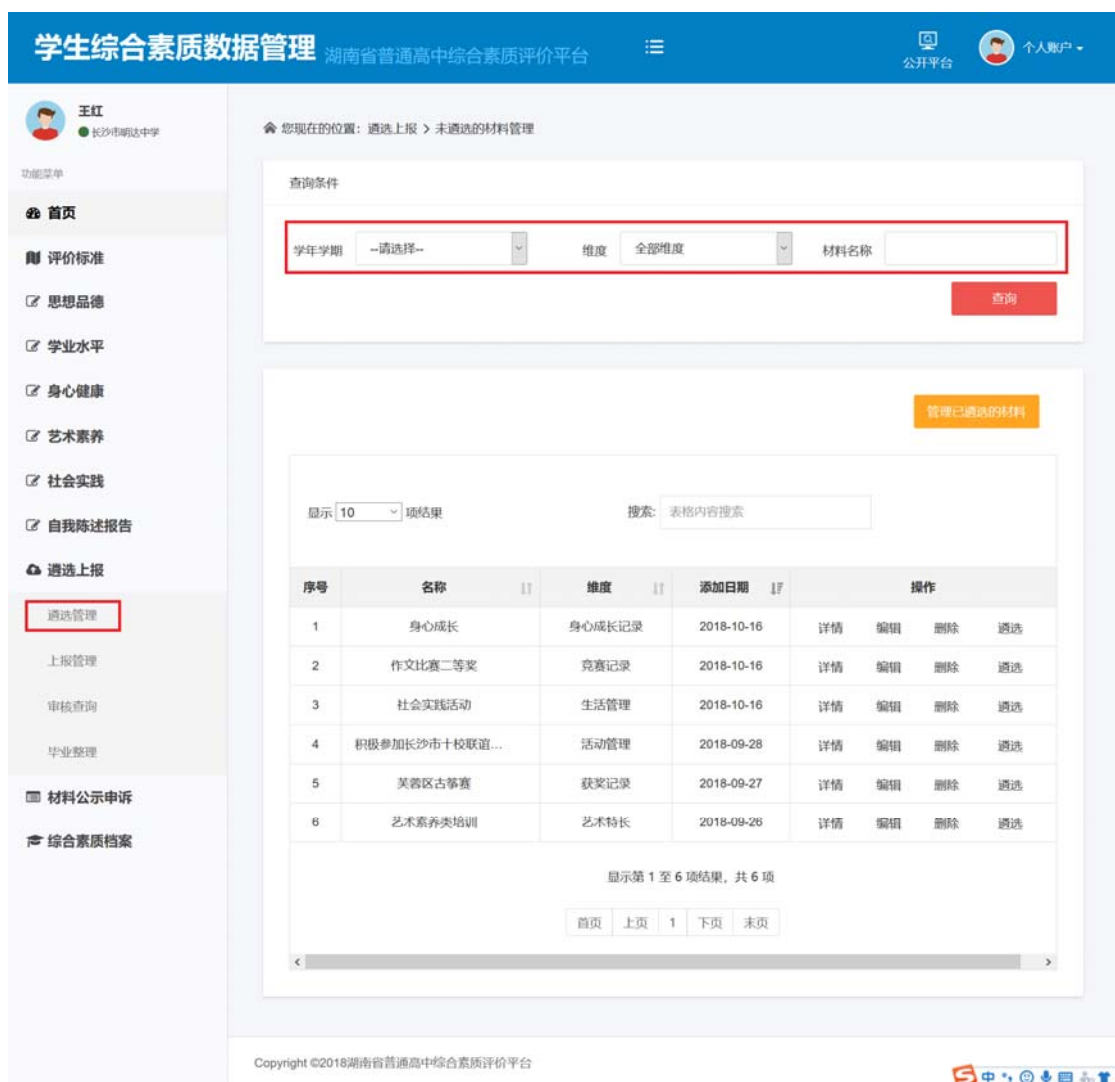 学生综合素质数据管理 湖南省普通高中综合素质评价平台 公开平台 个人账户
王红
长沙市明达中学
功能菜单
首页
评价标准
思想品德
学业水平
身心健康
艺术素养
社会实践
自我陈述报告
遴选上报
遴选管理
上报管理
审核查询
毕业整理
材料公示申诉
综合素质档案
您现在的位置：遴选上报 > 未遴选的材料管理
查询条件
学年学期 --请选择-- 维度 全部维度 材料名称
查询
管理已遴选的材料
显示 10 项结果 搜索: 表格内容搜索
序号 名称 维度 添加日期 操作
1 身心成长 身心成长记录 2018-10-16 详情 编辑 删除 遴选
2 作文比赛二等奖 竞赛记录 2018-10-16 详情 编辑 删除 遴选
3 社会实践活动 生活管理 2018-10-16 详情 编辑 删除 遴选
4 积极参加长沙市十校联谊... 活动管理 2018-09-28 详情 编辑 删除 遴选
5 芙蓉区古筝赛 获奖记录 2018-09-27 详情 编辑 删除 遴选
6 艺术素养类培训 艺术特长 2018-09-26 详情 编辑 删除 遴选
显示第 1 至 6 项结果，共 6 项
首页 上页 1 下页 末页
Copyright ©2018湖南省普通高中综合素质评价平台
中